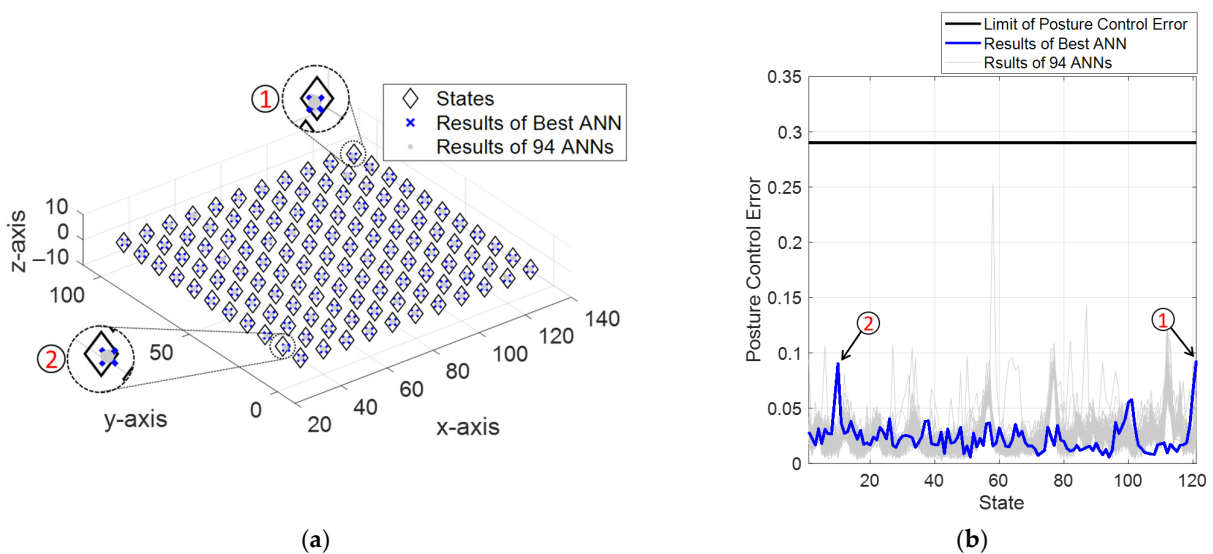 1
States
Results of Best ANN
Results of 94 ANNs
10
0
−10
z-axis
100
50
0
y-axis
2
20
40
60
80
100
120
140
x-axis
(a)
Limit of Posture Control Error
Results of Best ANN
Rsults of 94 ANNs
0.35
0.3
0.25
0.2
0.15
0.1
0.05
0
Posture Control Error
2
1
20
40
60
80
100
120
State
(b)